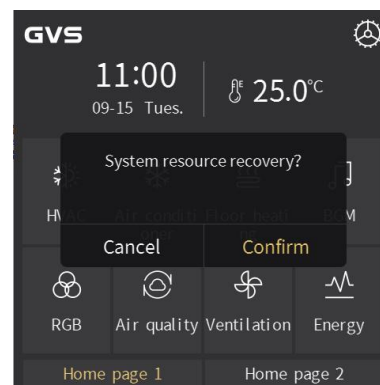 GVS
11:00
09-15 Tues.
E 25.0°C
System resource recovery?
Cancel Confirm
RGB Air quality Ventilation Energy
Home page 1 Home page 2